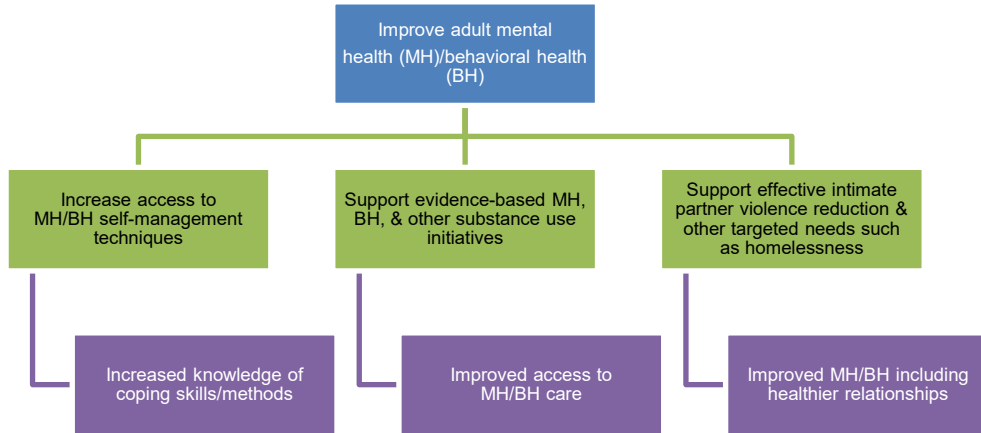 Improve adult mental
health (MH)/behavioral health
(BH)
Increase access to
MH/BH self-management
techniques
Support evidence-based MH,
BH, & other substance use
initiatives
Support effective intimate
partner violence reduction &
other targeted needs such
as homelessness
Increased knowledge of
coping skills/methods
Improved access to
MH/BH care
Improved MH/BH including
healthier relationships